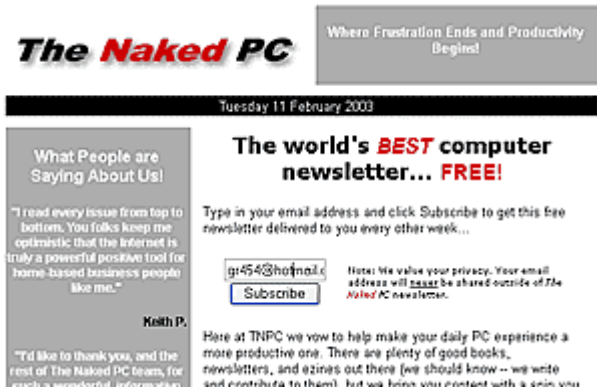 The Naked PC
Where Frustration Ends and Productivity
Begins!
Tuesday 11 February 2003
What People are
Saying About Us!
"I read every issue from top to
bottom. You folks keep me
optimistic that the Internet is
truly a powerful positive tool for
home-based business people
like me."
Keith P.
"I'd like to thank you, and the
rest of The Naked PC team, for
such a wonderful, informative
The world's BEST computer
newsletter... FREE!
Type in your email address and click Subscribe to get this free
newsletter delivered to you every other week...
gr454@hotmail.c
Subscribe
Note: We value your privacy. Your email
address will never be shared outside of The
Naked PC newsletter.
Here at TNPC we vow to help make your daily PC experience a
more productive one. There are plenty of good books,
newsletters, and ezines out there (we should know -- we write
and contribute to them), but we bring you content with a spin you